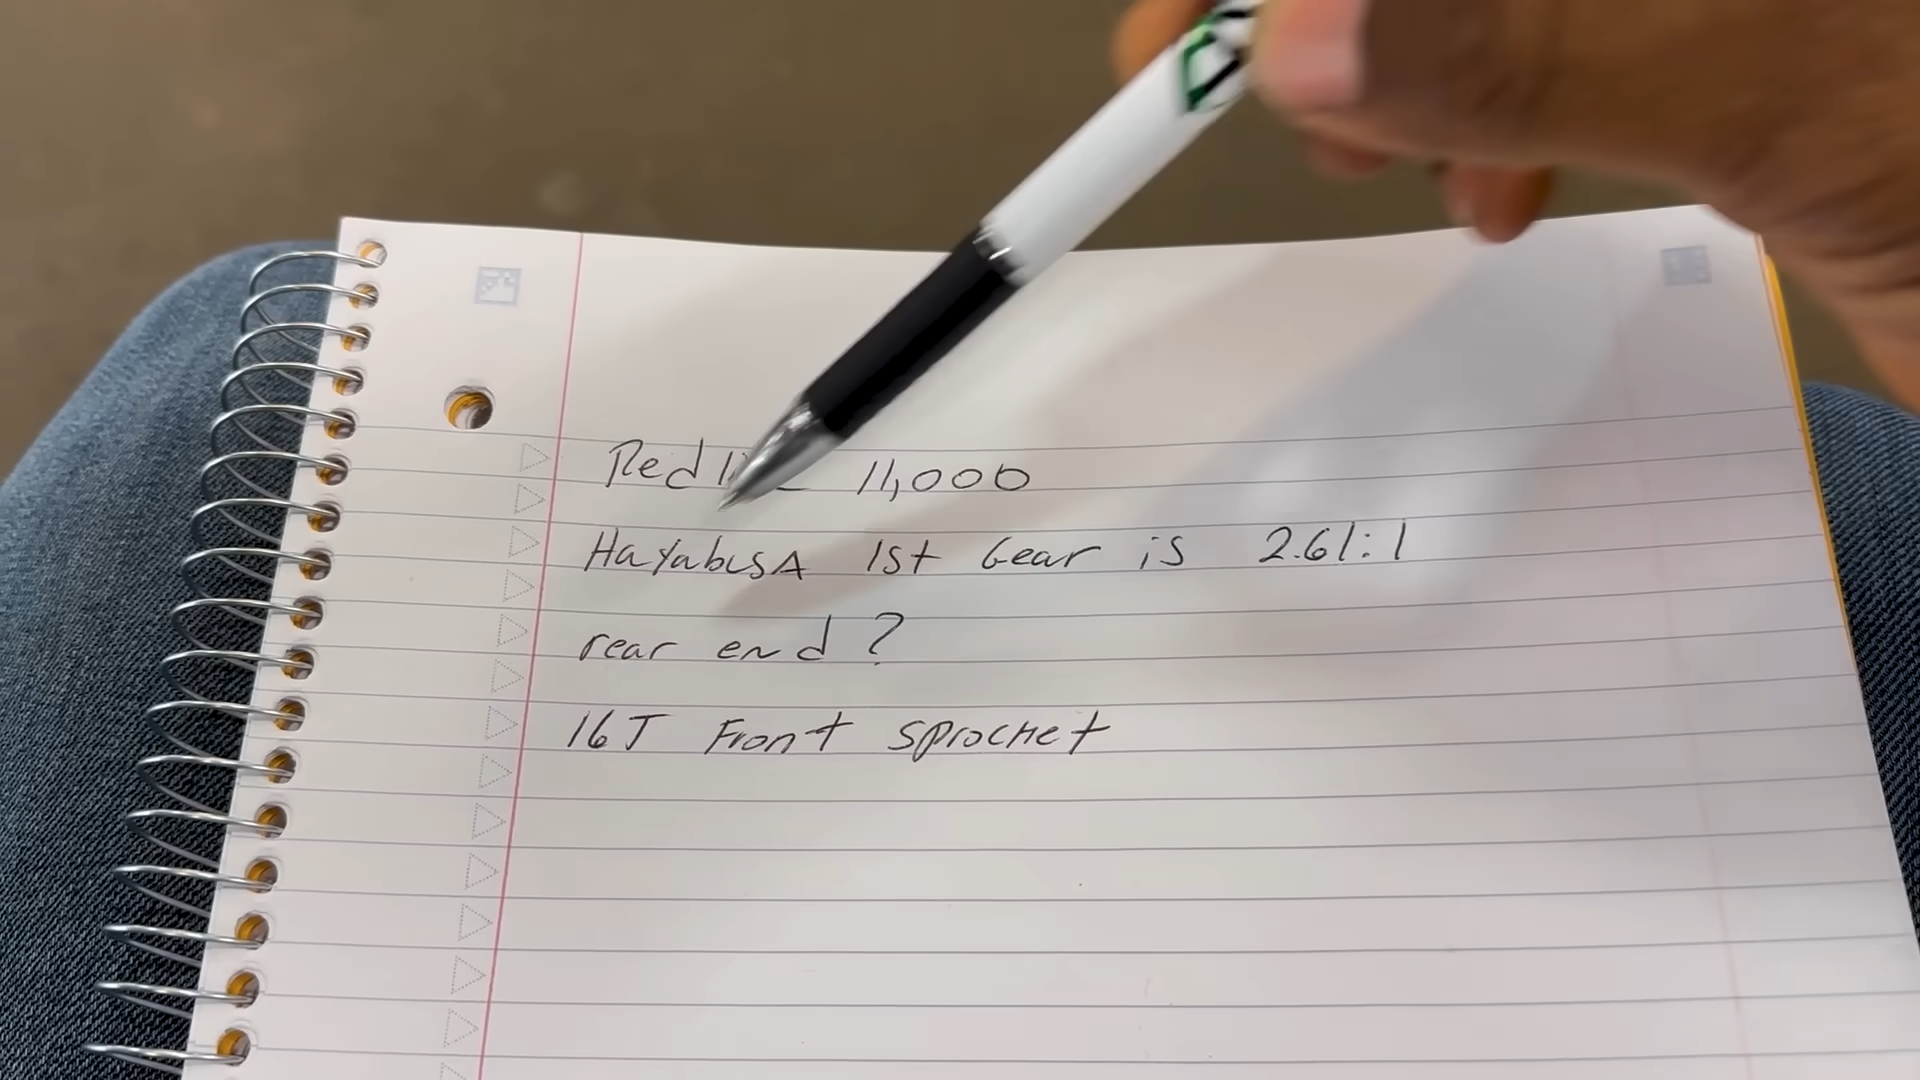 11,000
HayabusA 1st Gear is 2.61:1
rear end ?
16T Front Sprocket